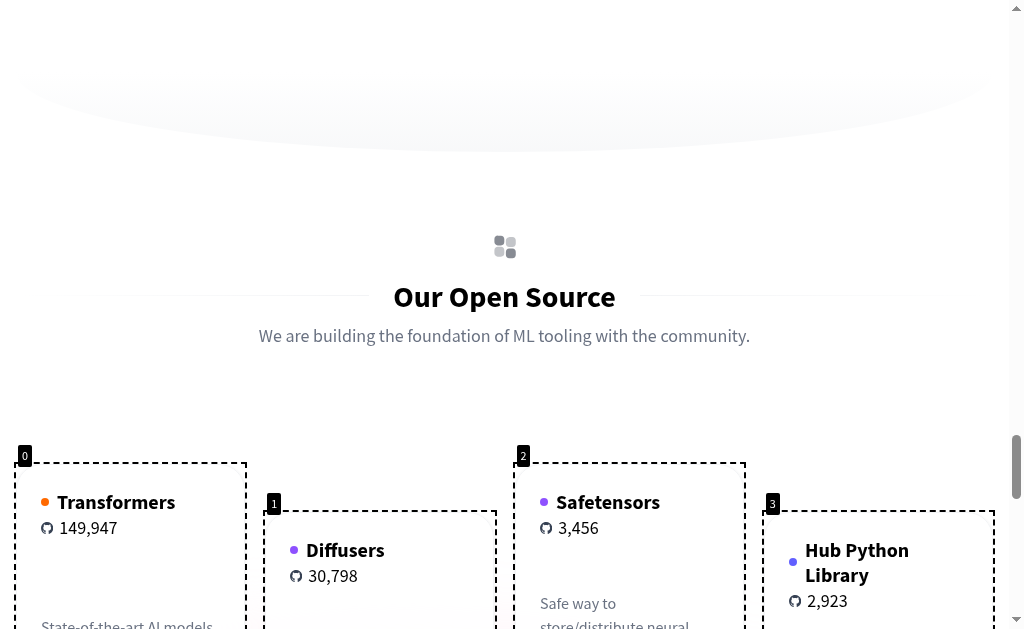 Our Open Source
We are building the foundation of ML tooling with the community.
0
Transformers
149,947
State-of-the-art AI models
1
Diffusers
30,798
2
Safetensors
3,456
Safe way to
store/distribute neural
3
Hub Python
Library
2,923